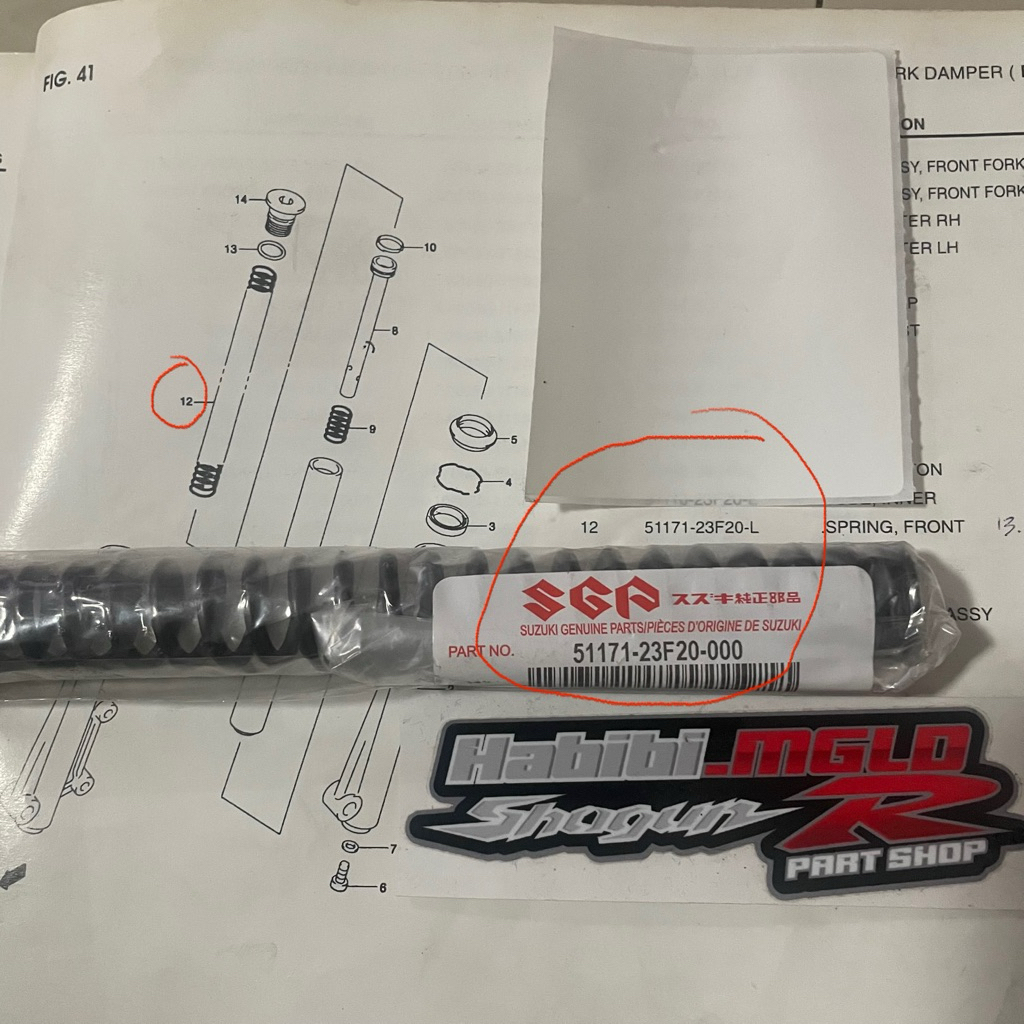 FIG. 41
RK DAMPER (
ON
SY, FRONT FORK
SY, FRONT FORK
TER RH
TER LH
14
13
10
8
12
9
5
4
3
TON
12 51171-23F20-L SPRING, FRONT 13.
ASSY
SGP スズキ純正部品
SUZUKI GENUINE PARTS/PIÈCES D'ORIGINE DE SUZUKI
PART NO. 51171-23F20-000
Habibi.MGLD
Shogun R
PART SHOP
7
6